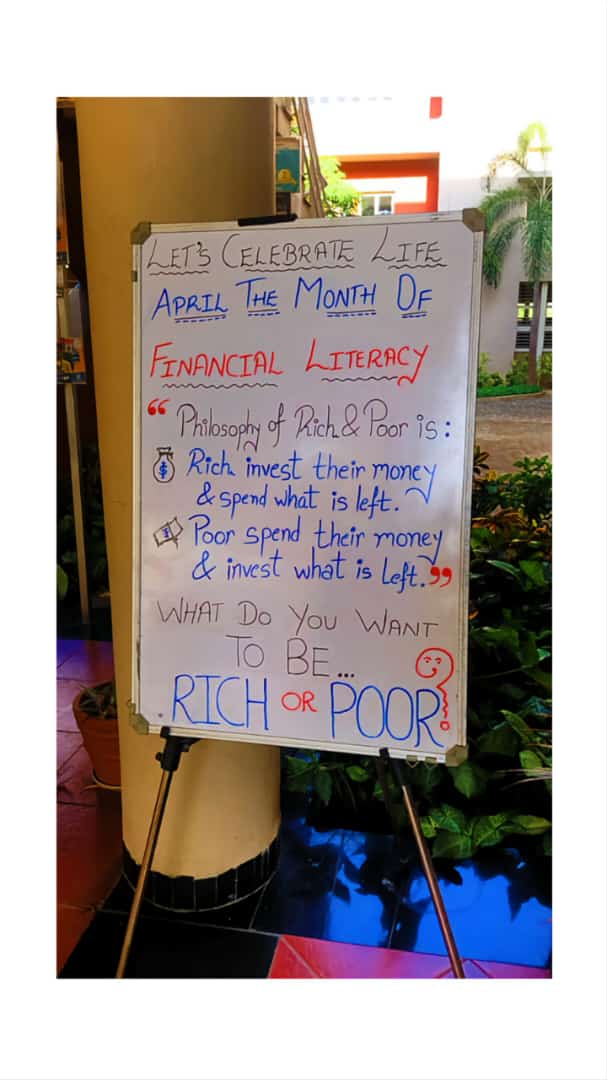 LET'S CELEBRATE LIFE
APRIL THE MONTH OF
FINANCIAL LITERACY
“Philosophy of Rich & Poor is:
Rich invest their money
& spend what is left.
Poor spend their money
& invest what is left.”
WHAT DO YOU WANT
TO BE...
RICH OR POOR?